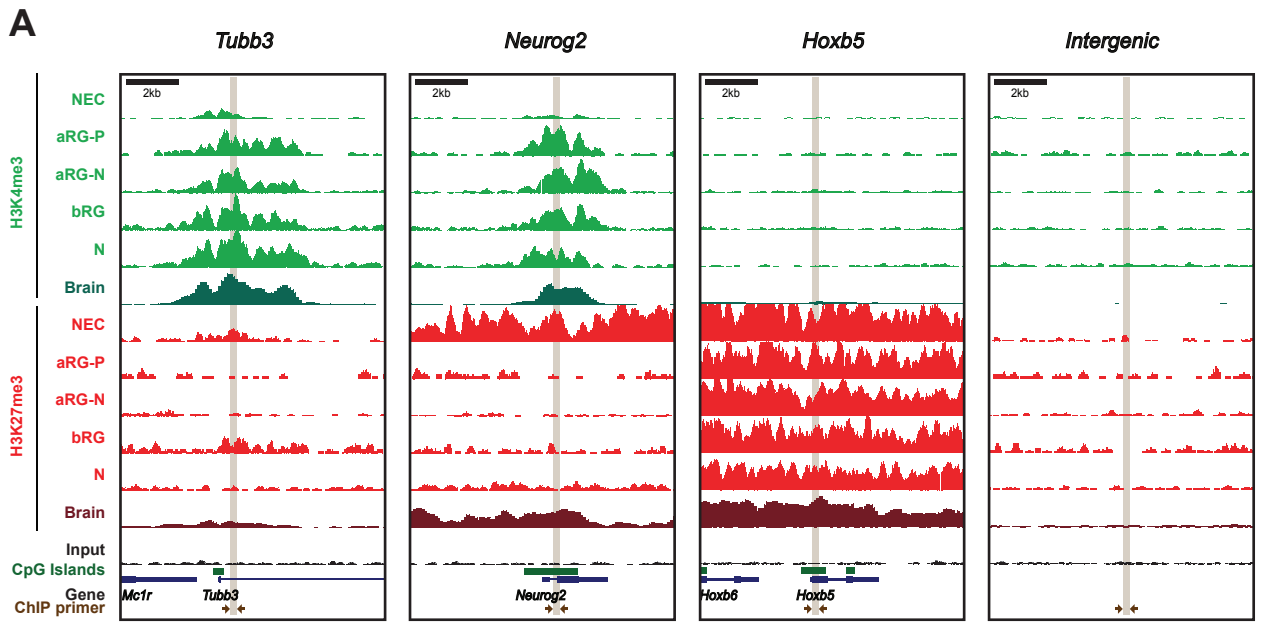 A
Tubb3 Neurog2 Hoxb5 Intergenic
2kb 2kb 2kb 2kb
H3K4me3
NEC
aRG-P
aRG-N
bRG
N
Brain
H3K27me3
NEC
aRG-P
aRG-N
bRG
N
Brain
Input
CpG Islands
Gene Mc1r Tubb3 Neurog2 Hoxb6 Hoxb5
ChIP primer